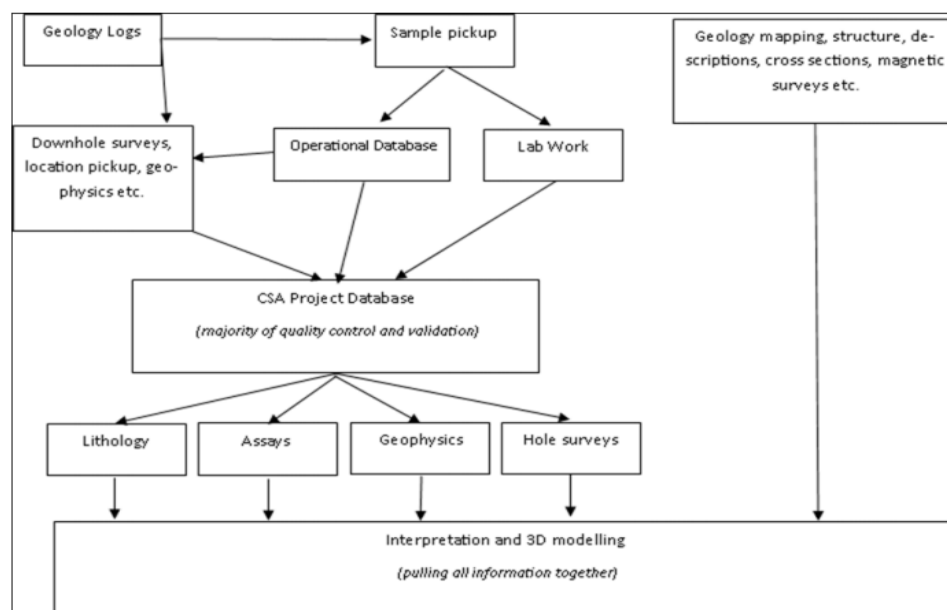 Geology Logs
Sample pickup
Geology mapping, structure, de-
scriptions, cross sections, magnetic
surveys etc.
Downhole surveys,
location pickup, geo-
physics etc.
Operational Database
Lab Work
CSA Project Database
(majority of quality control and validation)
Lithology
Assays
Geophysics
Hole surveys
Interpretation and 3D modelling
(pulling all information together)